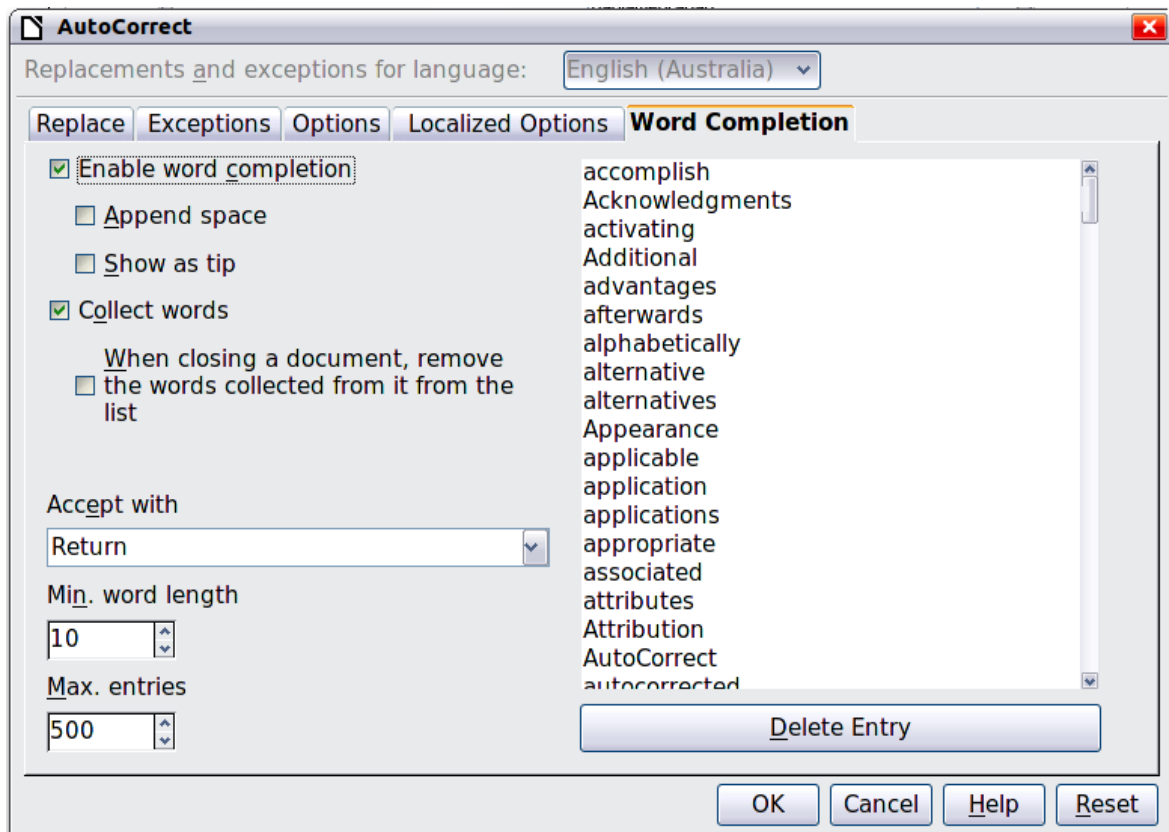 AutoCorrect
Replacements and exceptions for language: English (Australia)
Replace Exceptions Options Localized Options Word Completion
Enable word completion
Append space
Show as tip
Collect words
When closing a document, remove
the words collected from it from the
list
Accept with
Return
Min. word length
10
Max. entries
500
accomplish
Acknowledgments
activating
Additional
advantages
afterwards
alphabetically
alternative
alternatives
Appearance
applicable
application
applications
appropriate
associated
attributes
Attribution
AutoCorrect
autocorrected
Delete Entry
OK Cancel Help Reset